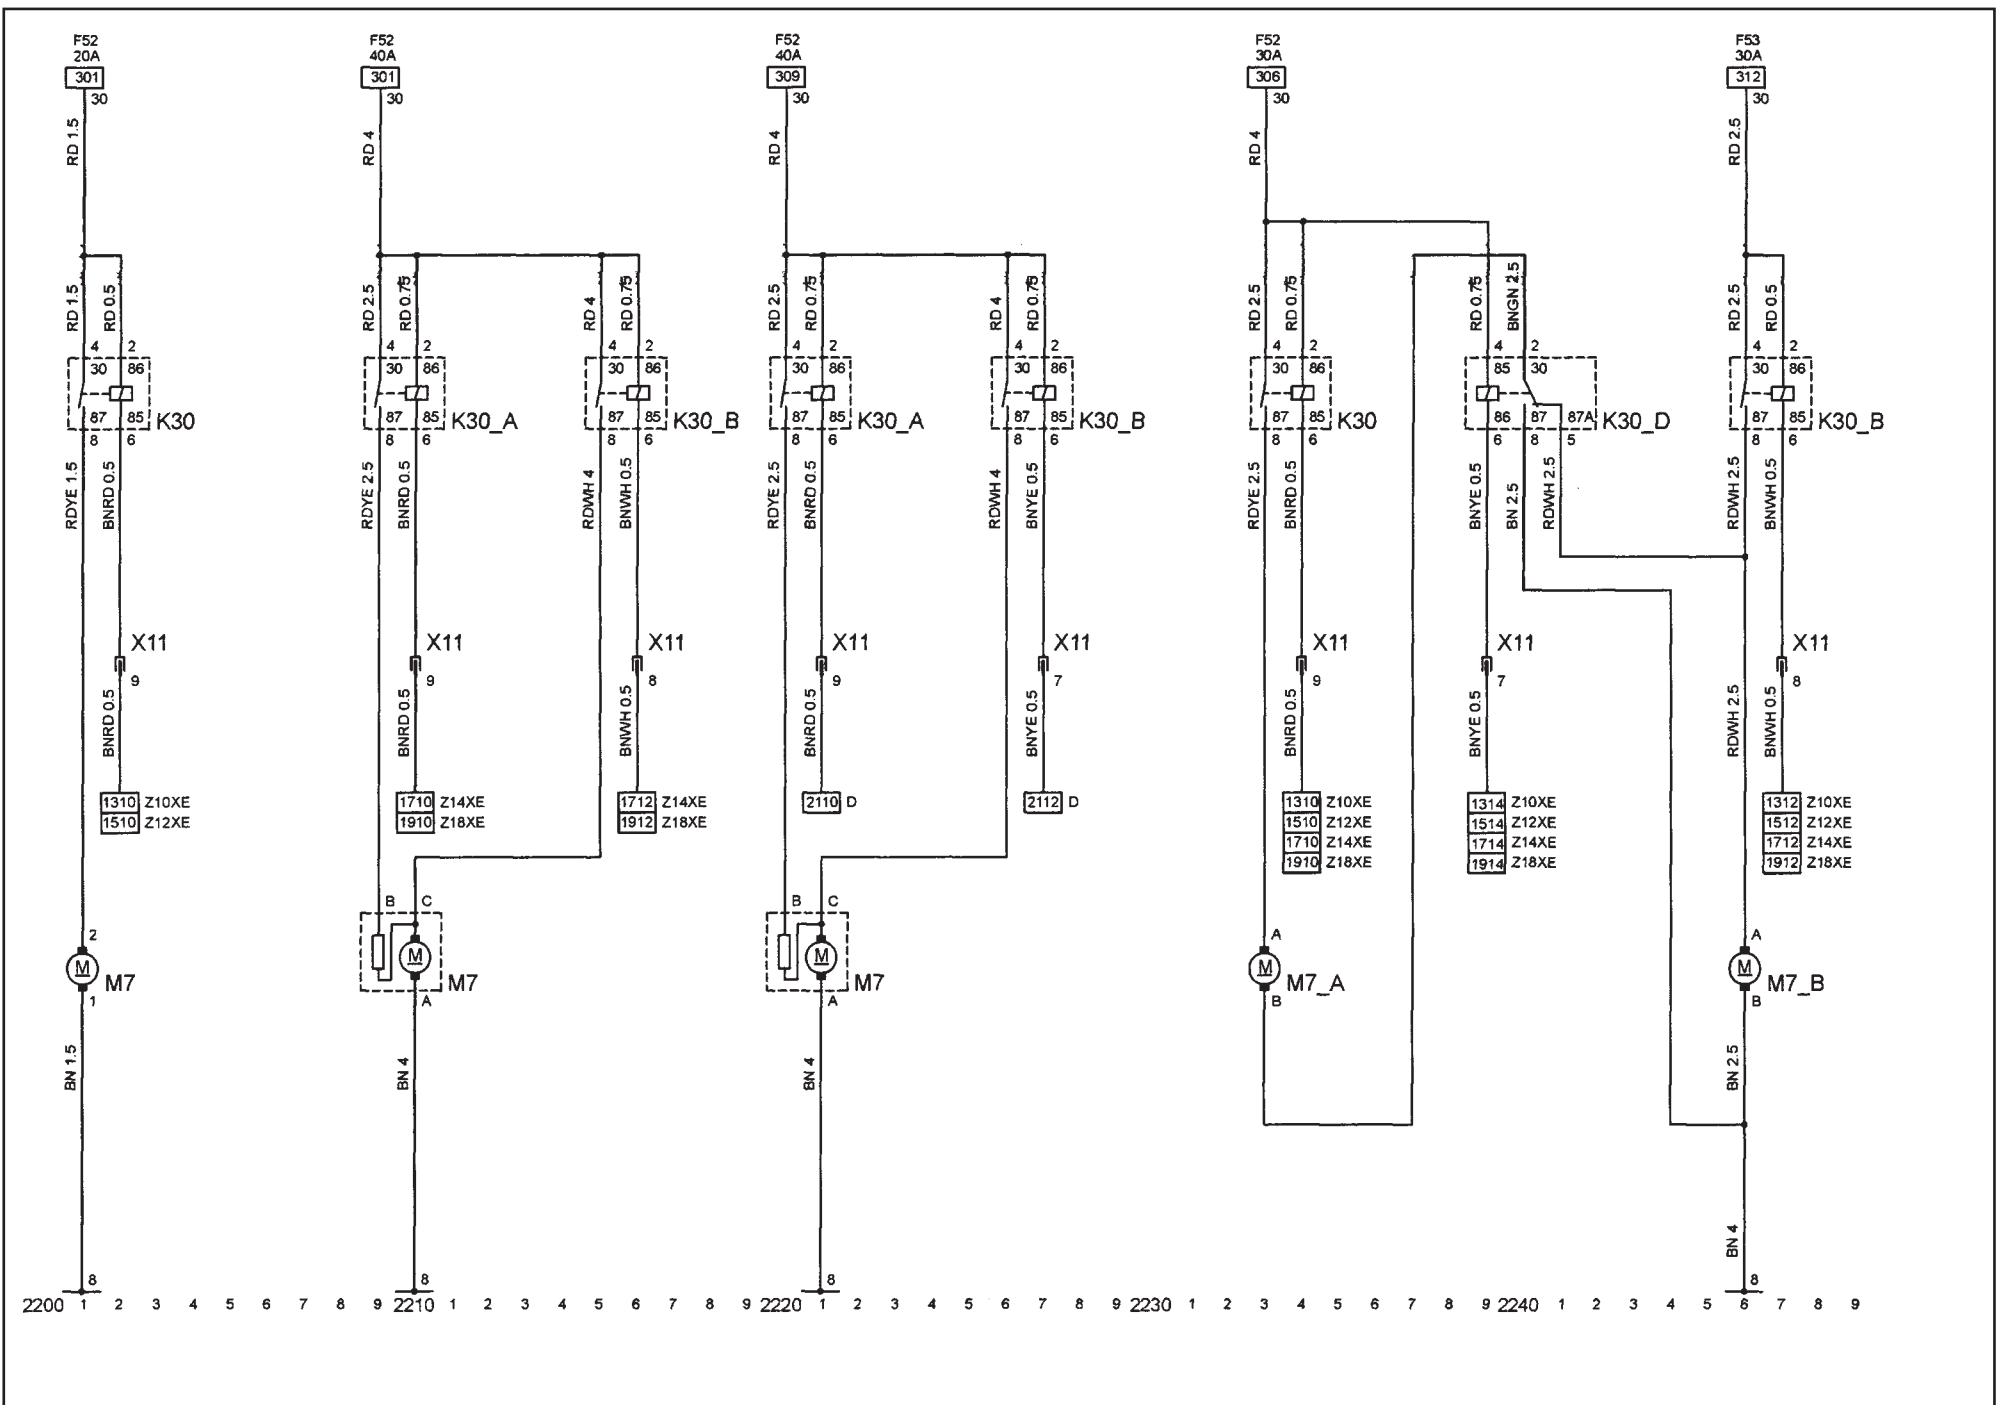 F52 F52 F52 F52 F53
20A 40A 40A 30A 30A
301 301 309 306 312
30 30 30 30 30
RD 1.5 RD 4 RD 4 RD 4 RD 2.5
RD 1.5 RD 0.5 RD 2.5 RD 0.75 RD 4 RD 0.75 RD 2.5 RD 0.75 RD 4 RD 0.75 RD 2.5 RD 0.75 RD 0.75 BNGN 2.5 RD 2.5 RD 0.5
4 2 4 2 4 2 4 2 4 2 4 2 4 2 4 2
30 86 30 86 30 86 30 86 30 86 30 86 85 30 30 86
87 85 K30 87 85 K30_A 87 85 K30_B 87 85 K30_A 87 85 K30_B 87 85 K30 86 87 87A K30_D 87 85 K30_B
8 6 8 6 8 6 8 6 8 6 8 6 6 8 5 8 6
RDYE 1.5 BNRD 0.5 RDYE 2.5 BNRD 0.5 RDWH 4 BNWH 0.5 RDYE 2.5 BNRD 0.5 RDWH 4 BNYE 0.5 RDYE 2.5 BNRD 0.5 BNYE 0.5 BN 2.5 RDWH 2.5 RDWH 2.5 BNWH 0.5
X11 X11 X11 X11 X11 X11 X11 X11
9 9 8 9 7 9 7 8
BNRD 0.5 BNRD 0.5 BNWH 0.5 BNRD 0.5 BNYE 0.5 BNRD 0.5 BNYE 0.5 RDWH 2.5 BNWH 0.5
1310 Z10XE 1710 Z14XE 1712 Z14XE 2110 D 2112 D 1310 Z10XE 1314 Z10XE 1312 Z10XE
1510 Z12XE 1910 Z18XE 1912 Z18XE 1510 Z12XE 1514 Z12XE 1512 Z12XE
1710 Z14XE 1714 Z14XE 1712 Z14XE
1910 Z18XE 1914 Z18XE 1912 Z18XE
B C B C
2 A A
M M7 M M7 M M7 M M7_A M M7_B
1 A A B B
BN 1.5 BN 4 BN 4 BN 2.5
BN 4
8 8 8 8
2200 1 2 3 4 5 6 7 8 9 2210 1 2 3 4 5 6 7 8 9 2220 1 2 3 4 5 6 7 8 9 2230 1 2 3 4 5 6 7 8 9 2240 1 2 3 4 5 6 7 8 9